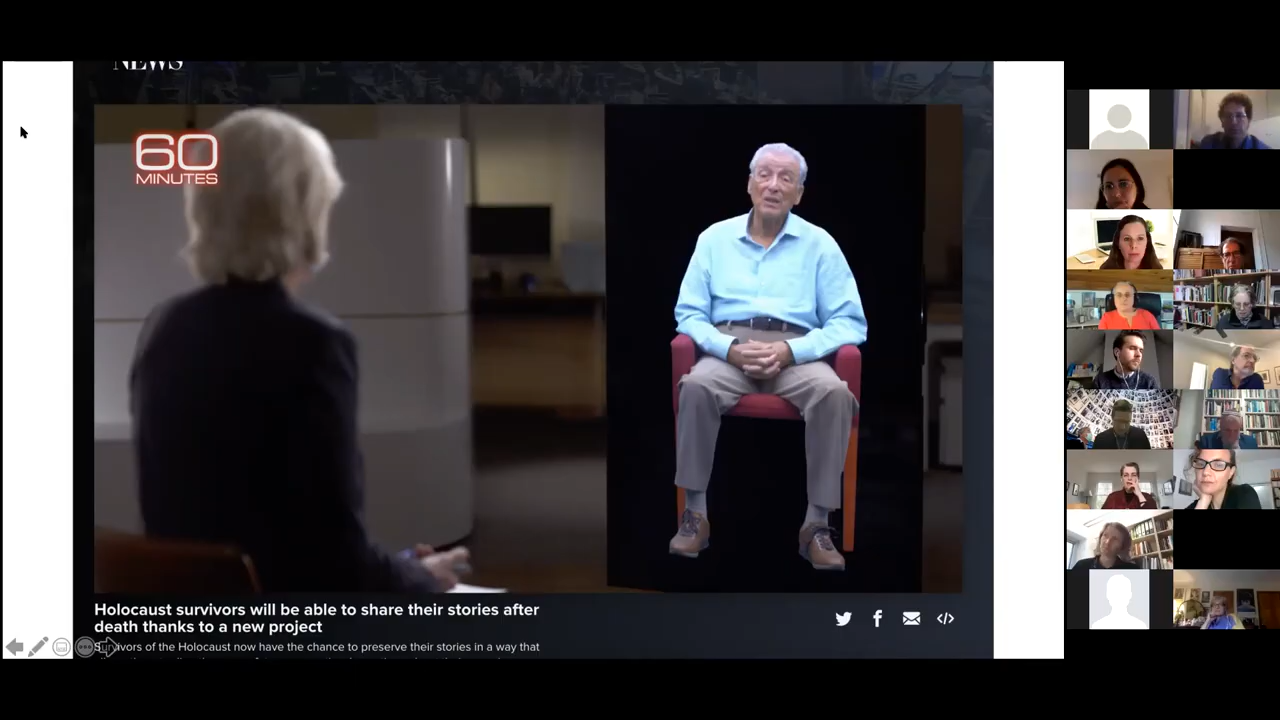 NEWS
60
MINUTES
Holocaust survivors will be able to share their stories after
death thanks to a new project
Survivors of the Holocaust now have the chance to preserve their stories in a way that